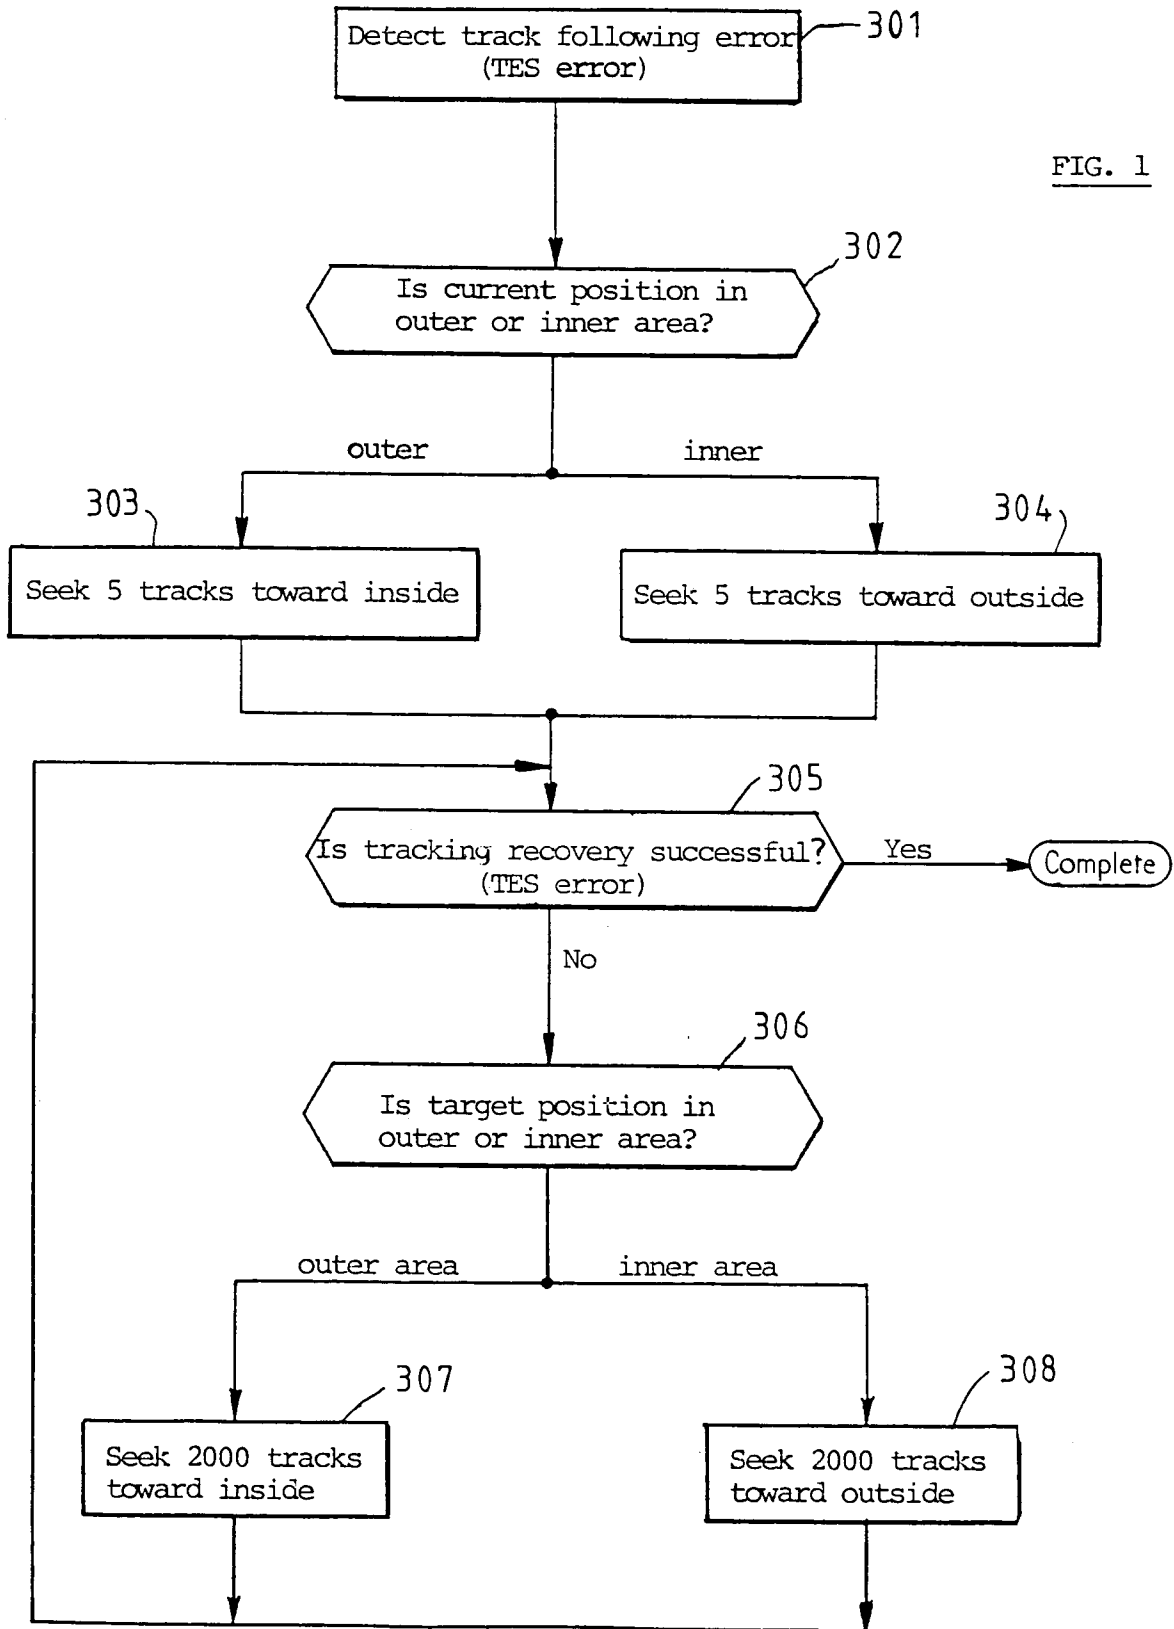 Detect track following error
(TES error)
301
FIG. 1
302
Is current position in
outer or inner area?
outer
inner
303
304
Seek 5 tracks toward inside
Seek 5 tracks toward outside
305
Is tracking recovery successful?
(TES error)
Yes
Complete
No
306
Is target position in
outer or inner area?
outer area
inner area
307
308
Seek 2000 tracks
toward inside
Seek 2000 tracks
toward outside